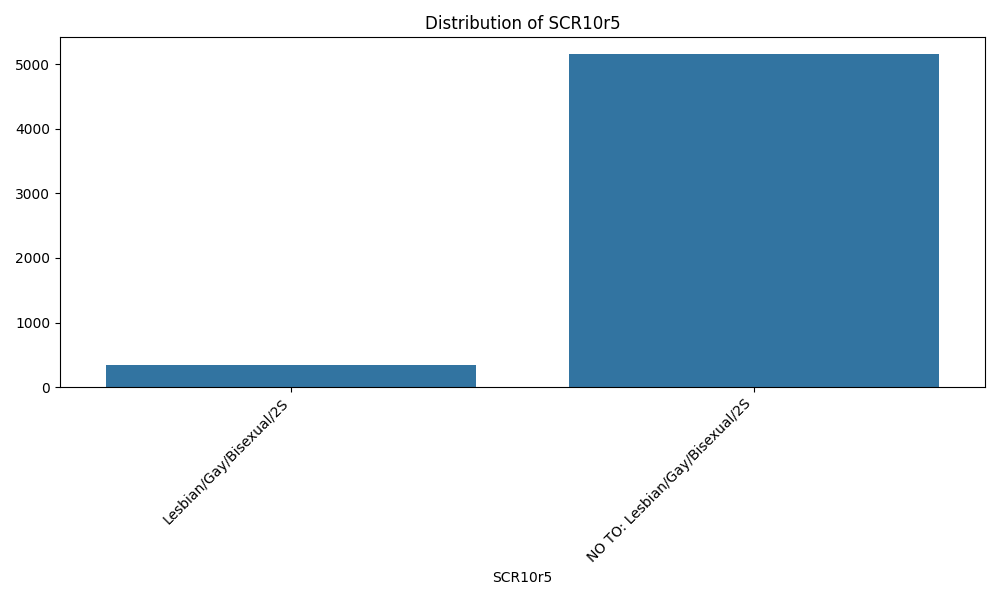 Distribution of SCR10r5
5000
4000
3000
2000
1000
0
Lesbian/Gay/Bisexual/2S
NO TO: Lesbian/Gay/Bisexual/2S
SCR10r5